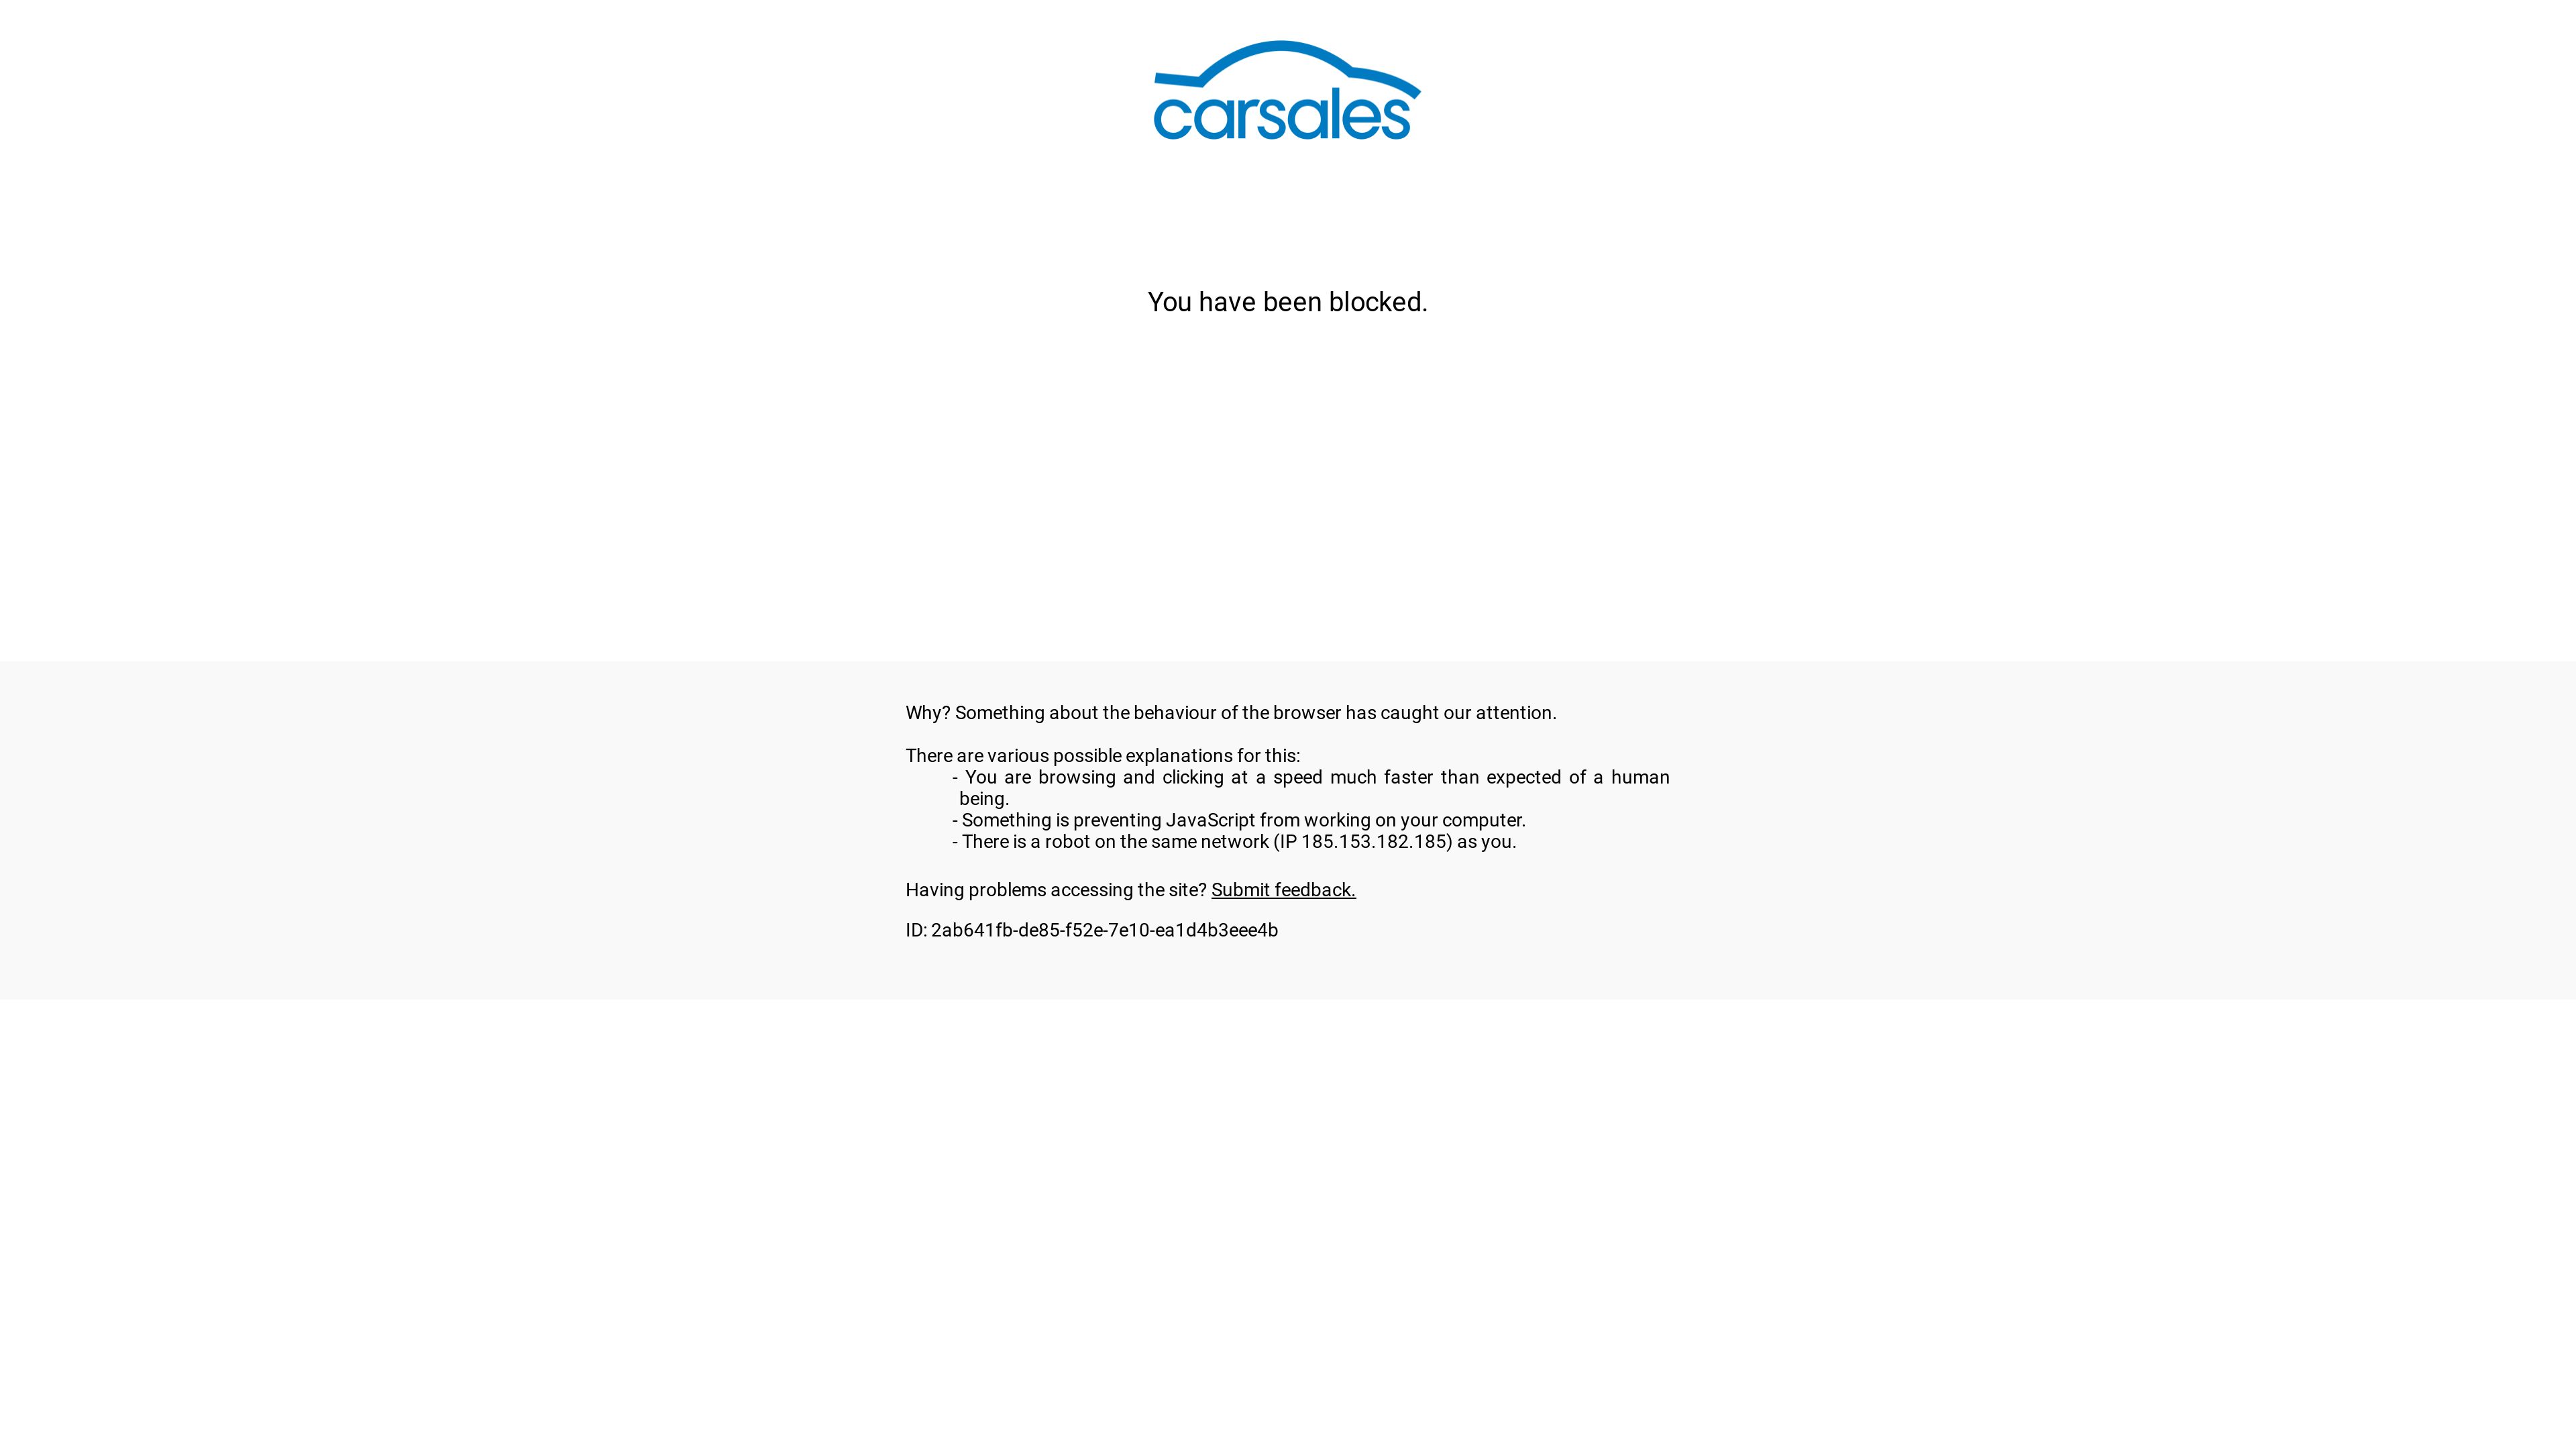 carsales
You have been blocked.
Why? Something about the behaviour of the browser has caught our attention.
There are various possible explanations for this:
- You are browsing and clicking at a speed much faster than expected of a human
being.
- Something is preventing JavaScript from working on your computer.
- There is a robot on the same network (IP 185.153.182.185) as you.
Having problems accessing the site? Submit feedback.
ID: 2ab641fb-de85-f52e-7e10-ea1d4b3eee4b